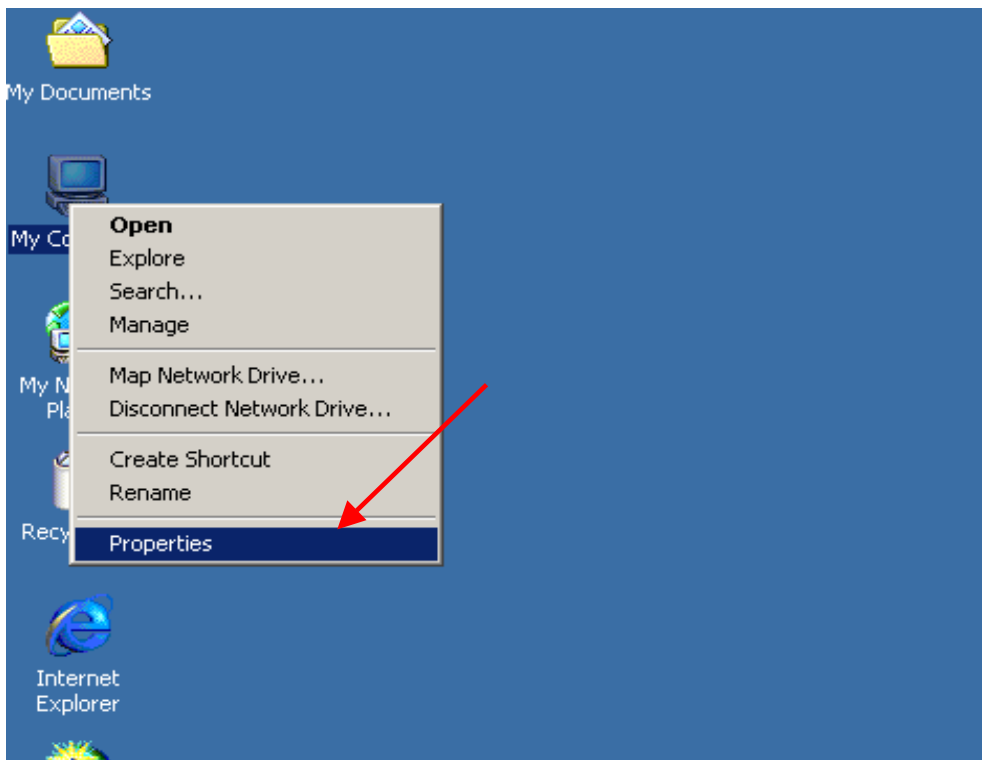 My Documents
My Co
Open
Explore
Search...
Manage
My N
Pla
Map Network Drive...
Disconnect Network Drive...
Create Shortcut
Rename
Recy
Properties
Internet
Explorer